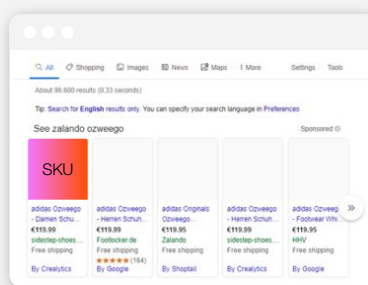 All Shopping Images News Maps More Settings Tools
About 96.600 results (0,33 seconds)
Tip: Search for English results only. You can specify your search language in Preferences
See zalando ozweego Sponsored
SKU
adidas Ozweego - Damen Schuh...
€119.99
sidestep-shoes...
Free shipping
By Crealytics
adidas Ozweego - Herren Schuh...
€119.99
Footlocker.de
Free shipping
★★★★★ (164)
By Google
adidas Originals Ozweego...
€119.95
Zalando
Free shipping
By Shoptail
adidas Ozweego - Herren Schuh...
€119.99
sidestep-shoes...
Free shipping
By Crealytics
adidas Ozweego - Footwear Whi...
€119.95
HHV
Free shipping
By Google